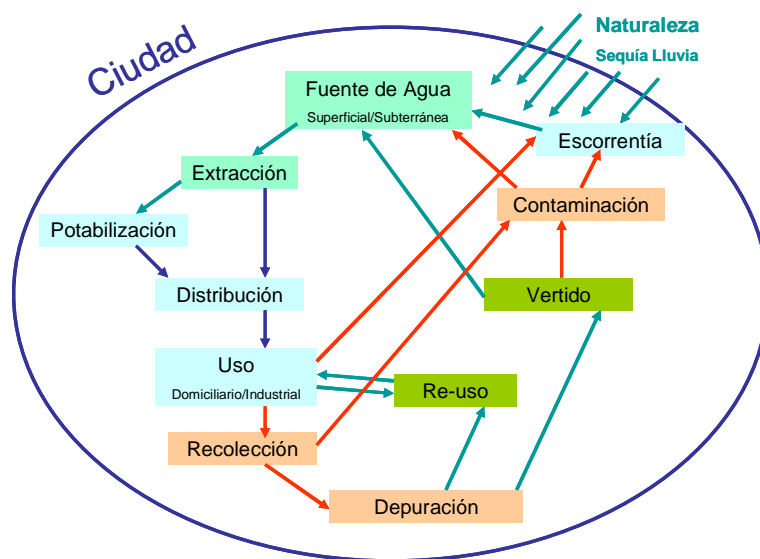 Ciudad
Naturaleza
Sequía Lluvia
Fuente de Agua
Superficial/Subterránea
Escorrentía
Extracción
Contaminación
Potabilización
Distribución
Vertido
Uso
Domiciliario/Industrial
Re-uso
Recolección
Depuración